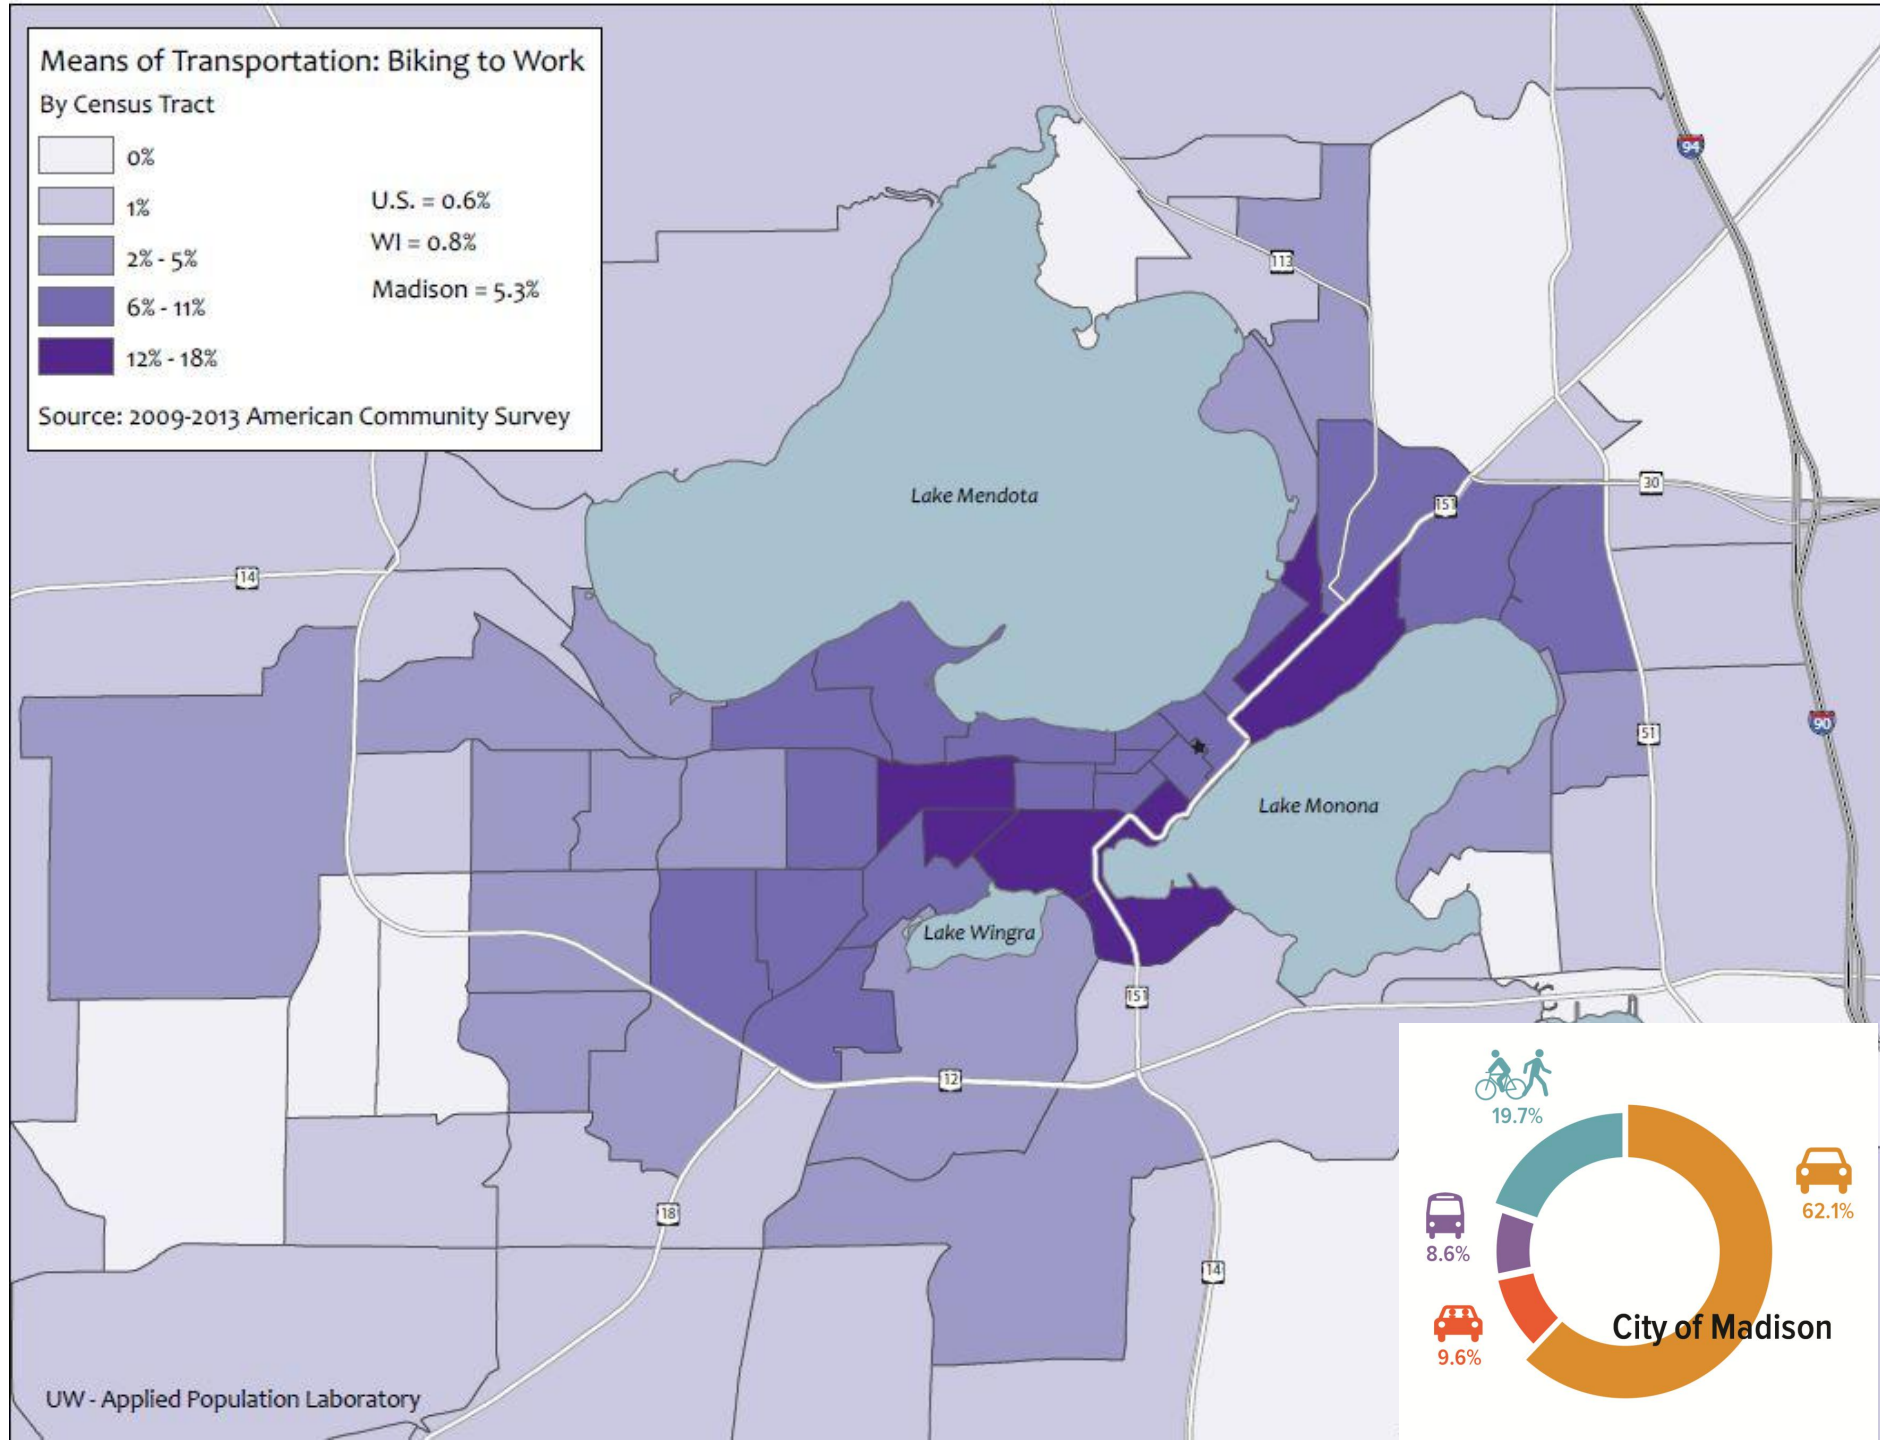 Means of Transportation: Biking to Work
By Census Tract
0%
1%
2% - 5%
6% - 11%
12% - 18%
U.S. = 0.6%
WI = 0.8%
Madison = 5.3%
Source: 2009-2013 American Community Survey
94
113
Lake Mendota
30
151
14
90
51
Lake Monona
Lake Wingra
151
12
18
14
19.7%
62.1%
8.6%
9.6%
City of Madison
UW - Applied Population Laboratory